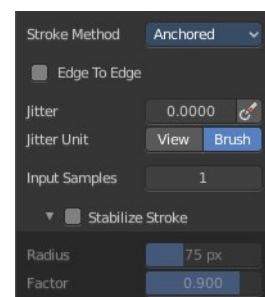 Stroke Method Anchored
Edge To Edge
Jitter 0.0000
Jitter Unit View Brush
Input Samples 1
Stabilize Stroke
Radius 75 px
Factor 0.900